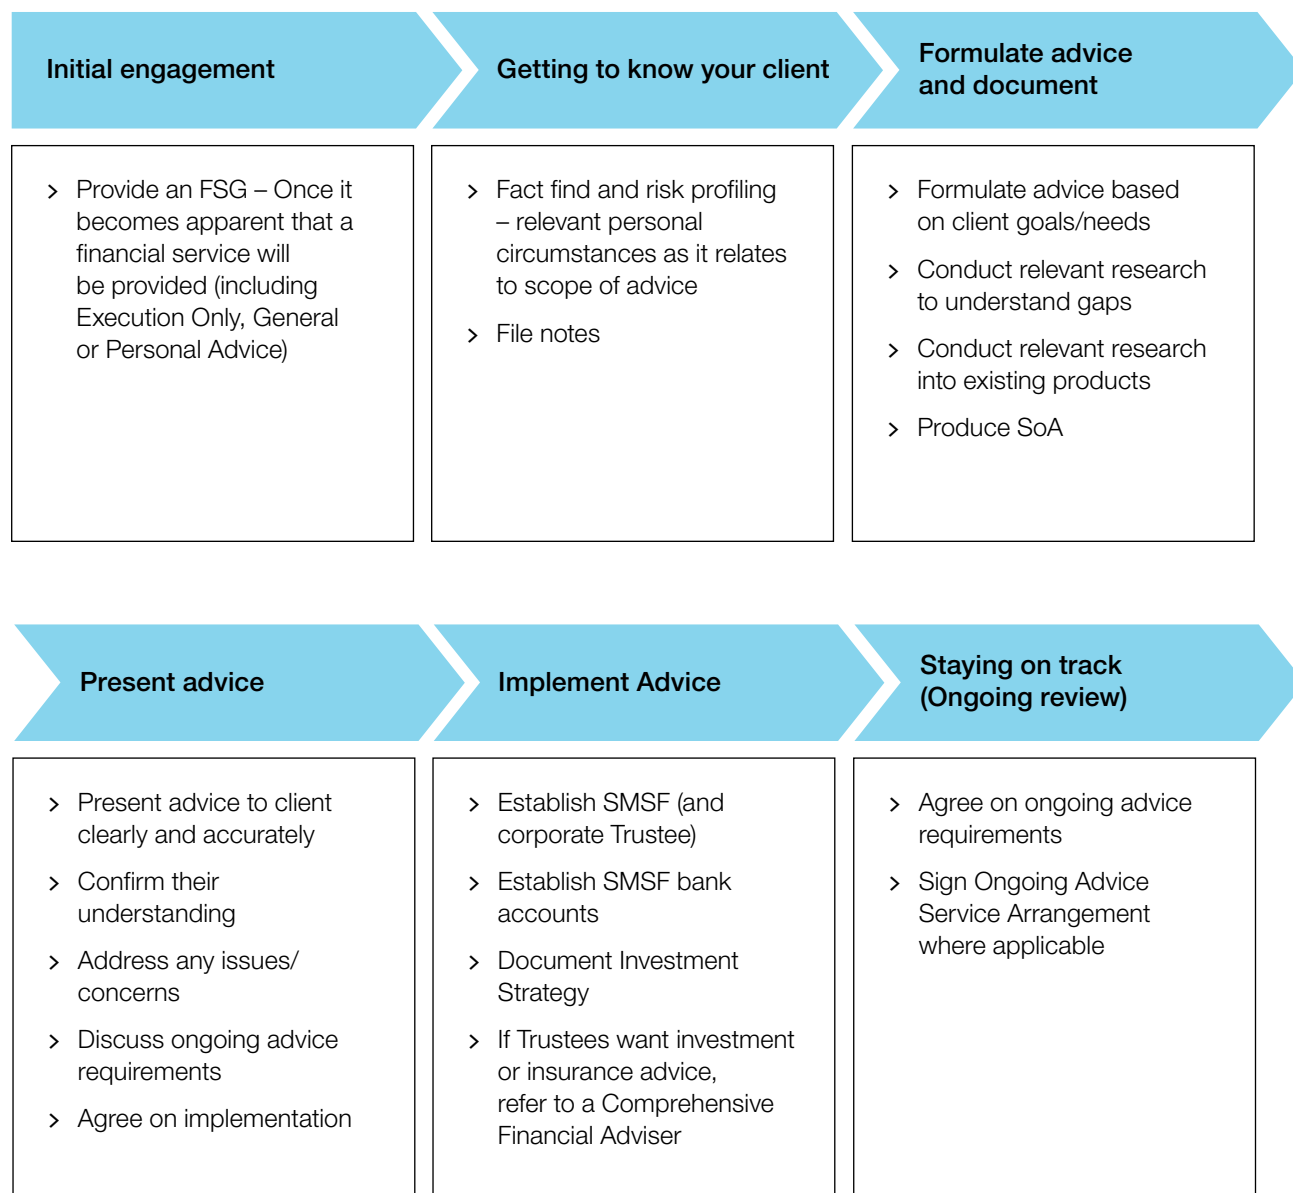 Initial engagement
Getting to know your client
Formulate advice
and document
> Provide an FSG – Once it
becomes apparent that a
financial service will
be provided (including
Execution Only, General
or Personal Advice)
> Fact find and risk profiling
– relevant personal
circumstances as it relates
to scope of advice
> File notes
> Formulate advice based
on client goals/needs
> Conduct relevant research
to understand gaps
> Conduct relevant research
into existing products
> Produce SoA
Present advice
Implement Advice
Staying on track
(Ongoing review)
> Present advice to client
clearly and accurately
> Confirm their
understanding
> Address any issues/
concerns
> Discuss ongoing advice
requirements
> Agree on implementation
> Establish SMSF (and
corporate Trustee)
> Establish SMSF bank
accounts
> Document Investment
Strategy
> If Trustees want investment
or insurance advice,
refer to a Comprehensive
Financial Adviser
> Agree on ongoing advice
requirements
> Sign Ongoing Advice
Service Arrangement
where applicable